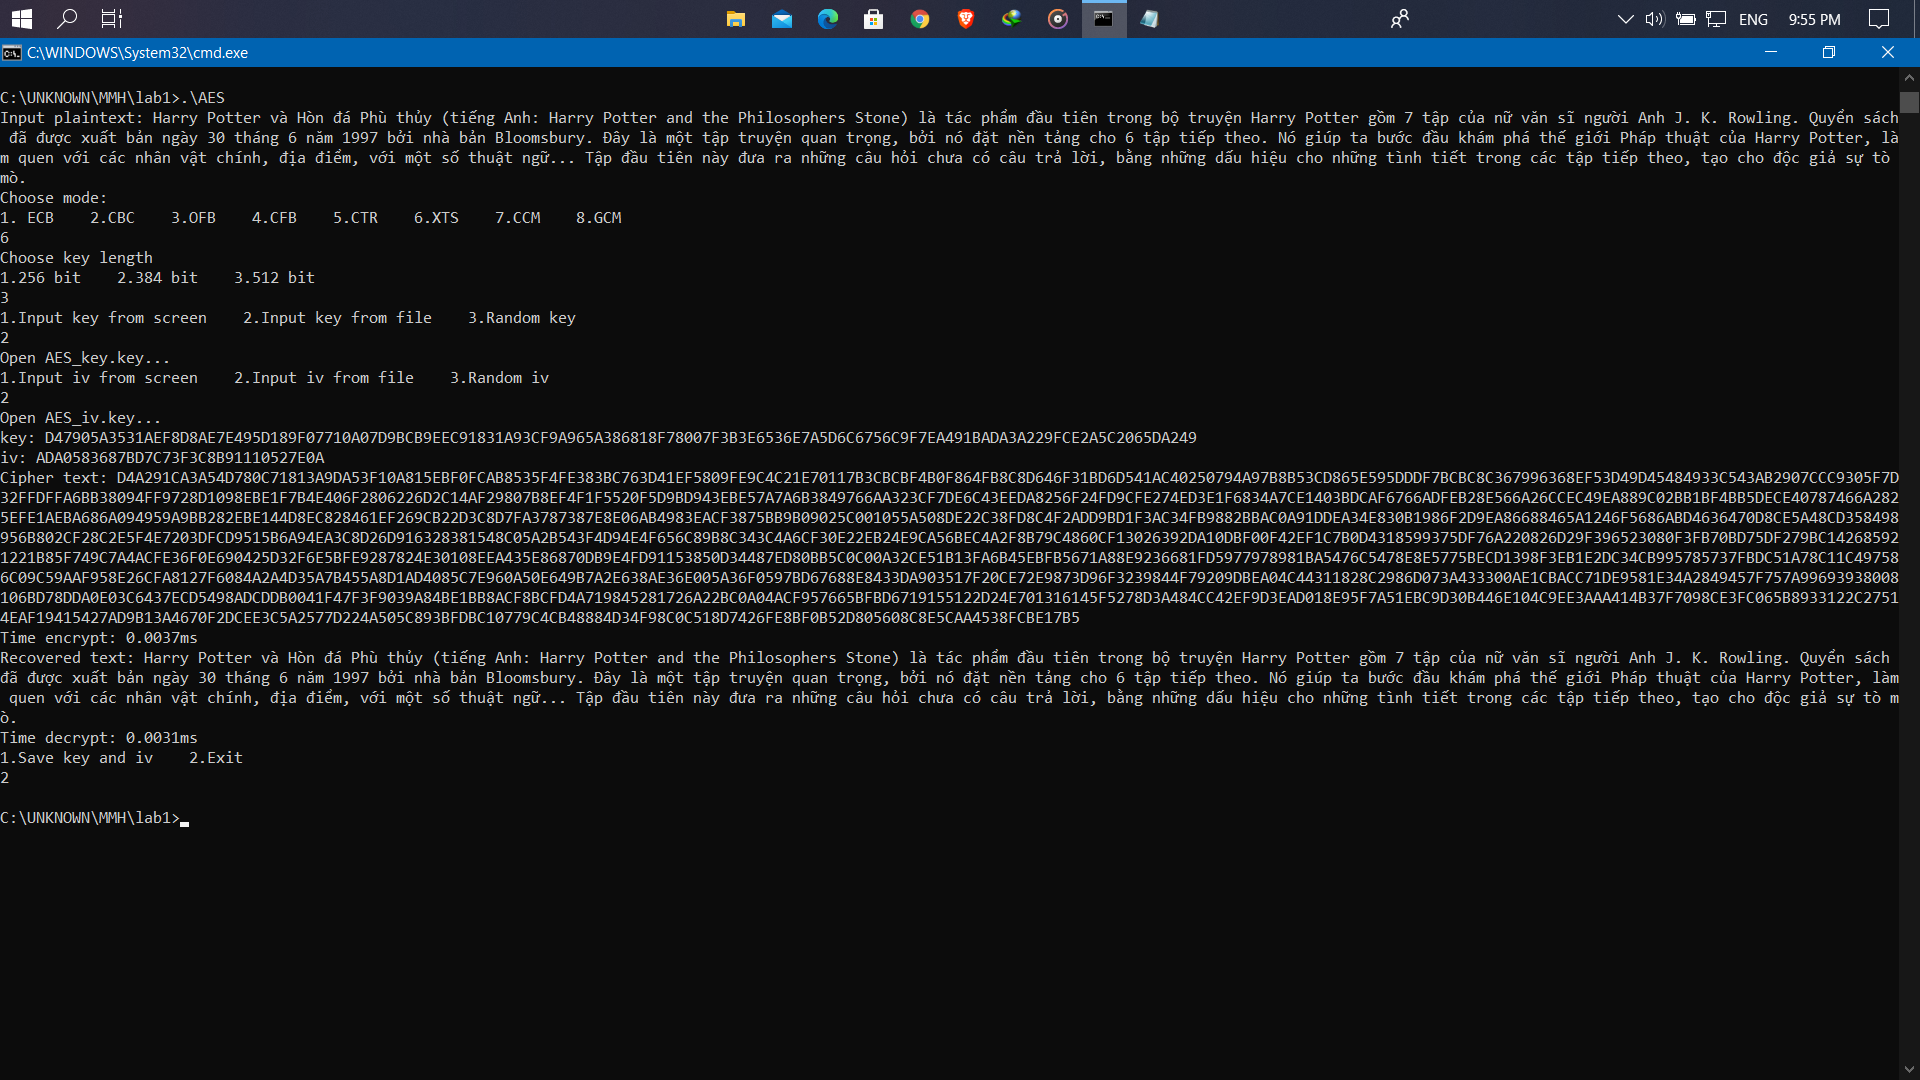 ENG
9:55 PM
C:\WINDOWS\System32\cmd.exe
C:\UNKNOWN\MMH\lab1>.\AES
Input plaintext: Harry Potter và Hòn đá Phù thủy (tiếng Anh: Harry Potter and the Philosophers Stone) là tác phẩm đầu tiên trong bộ truyện Harry Potter gồm 7 tập của nữ văn sĩ người Anh J. K. Rowling. Quyển sách
đã được xuất bản ngày 30 tháng 6 năm 1997 bởi nhà bản Bloomsbury. Đây là một tập truyện quan trọng, bởi nó đặt nền tảng cho 6 tập tiếp theo. Nó giúp ta bước đầu khám phá thế giới Pháp thuật của Harry Potter, là
m quen với các nhân vật chính, địa điểm, với một số thuật ngữ... Tập đầu tiên này đưa ra những câu hỏi chưa có câu trả lời, bằng những dấu hiệu cho những tình tiết trong các tập tiếp theo, tạo cho độc giả sự tò
mò.
Choose mode:
1. ECB    2.CBC    3.OFB    4.CFB    5.CTR    6.XTS    7.CCM    8.GCM
6
Choose key length
1.256 bit    2.384 bit    3.512 bit
3
1.Input key from screen    2.Input key from file    3.Random key
2
Open AES_key.key...
1.Input iv from screen    2.Input iv from file    3.Random iv
2
Open AES_iv.key...
key: D47905A3531AEF8D8AE7E495D189F07710A07D9BCB9EEC91831A93CF9A965A386818F78007F3B3E6536E7A5D6C6756C9F7EA491BADA3A229FCE2A5C2065DA249
iv: ADA0583687BD7C73F3C8B91110527E0A
Cipher text: D4A291CA3A54D780C71813A9DA53F10A815EBF0FCAB8535F4FE383BC763D41EF5809FE9C4C21E70117B3CBCBF4B0F864FB8C8D646F31BD6D541AC40250794A97B8B53CD865E595DDDF7BCBC8C367996368EF53D49D45484933C543AB2907CCC9305F7D
32FFDFFA6BB38094FF9728D1098EBE1F7B4E406F2806226D2C14AF29807B8EF4F1F5520F5D9BD943EBE57A7A6B3849766AA323CF7DE6C43EEDA8256F24FD9CFE274ED3E1F6834A7CE1403BDCAF6766ADFEB28E566A26CCEC49EA889C02BB1BF4BB5DECE40787466A282
5EFE1AEBA686A094959A9BB282EBE144D8EC828461EF269CB22D3C8D7FA3787387E8E06AB4983EACF3875BB9B09025C001055A508DE22C38FD8C4F2ADD9BD1F3AC34FB9882BBAC0A91DDEA34E830B1986F2D9EA86688465A1246F5686ABD4636470D8CE5A48CD358498
956B802CF28C2E5F4E7203DFCD9515B6A94EA3C8D26D916328381548C05A2B543F4D94E4F656C89B8C343C4A6CF30E22EB24E9CA56BEC4A2F8B79C4860CF13026392DA10DBF00F42EF1C7B0D4318599375DF76A220826D29F396523080F3FB70BD75DF279BC14268592
1221B85F749C7A4ACFE36F0E690425D32F6E5BFE9287824E30108EEA435E86870DB9E4FD91153850D34487ED80BB5C0C00A32CE51B13FA6B45EBFB5671A88E9236681FD5977978981BA5476C5478E8E5775BECD1398F3EB1E2DC34CB995785737FBDC51A78C11C49758
6C09C59AAF958E26CFA8127F6084A2A4D35A7B455A8D1AD4085C7E960A50E649B7A2E638AE36E005A36F0597BD67688E8433DA903517F20CE72E9873D96F3239844F79209DBEA04C44311828C2986D073A433300AE1CBACC71DE9581E34A2849457F757A99693938008
106BD78DDA0E03C6437ECD5498ADCDDB0041F47F3F9039A84BE1BB8ACF8BCFD4A719845281726A22BC0A04ACF957665BFBD6719155122D24E701316145F5278D3A484CC42EF9D3EAD018E95F7A51EBC9D30B446E104C9EE3AAA414B37F7098CE3FC065B8933122C2751
4EAF19415427AD9B13A4670F2DCEE3C5A2577D224A505C893BFDBC10779C4CB48884D34F98C0C518D7426FE8BF0B52D805608C8E5CAA4538FCBE17B5
Time encrypt: 0.0037ms
Recovered text: Harry Potter và Hòn đá Phù thủy (tiếng Anh: Harry Potter and the Philosophers Stone) là tác phẩm đầu tiên trong bộ truyện Harry Potter gồm 7 tập của nữ văn sĩ người Anh J. K. Rowling. Quyển sách
đã được xuất bản ngày 30 tháng 6 năm 1997 bởi nhà bản Bloomsbury. Đây là một tập truyện quan trọng, bởi nó đặt nền tảng cho 6 tập tiếp theo. Nó giúp ta bước đầu khám phá thế giới Pháp thuật của Harry Potter, làm
quen với các nhân vật chính, địa điểm, với một số thuật ngữ... Tập đầu tiên này đưa ra những câu hỏi chưa có câu trả lời, bằng những dấu hiệu cho những tình tiết trong các tập tiếp theo, tạo cho độc giả sự tò m
ò.
Time decrypt: 0.0031ms
1.Save key and iv    2.Exit
2
C:\UNKNOWN\MMH\lab1>